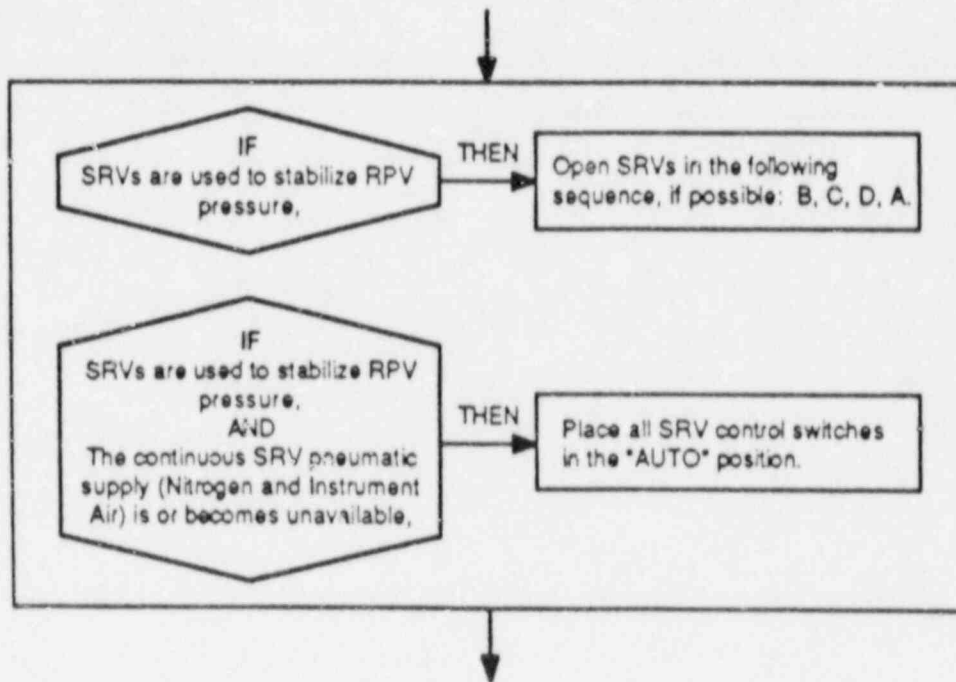 IF
SRVs are used to stabilize RPV
pressure,
THEN
Open SRVs in the following
sequence, if possible: B, C, D, A.
IF
SRVs are used to stabilize RPV
pressure,
AND
The continuous SRV pneumatic
supply (Nitrogen and Instrument
Air) is or becomes unavailable,
THEN
Place all SRV control switches
in the "AUTO" position.